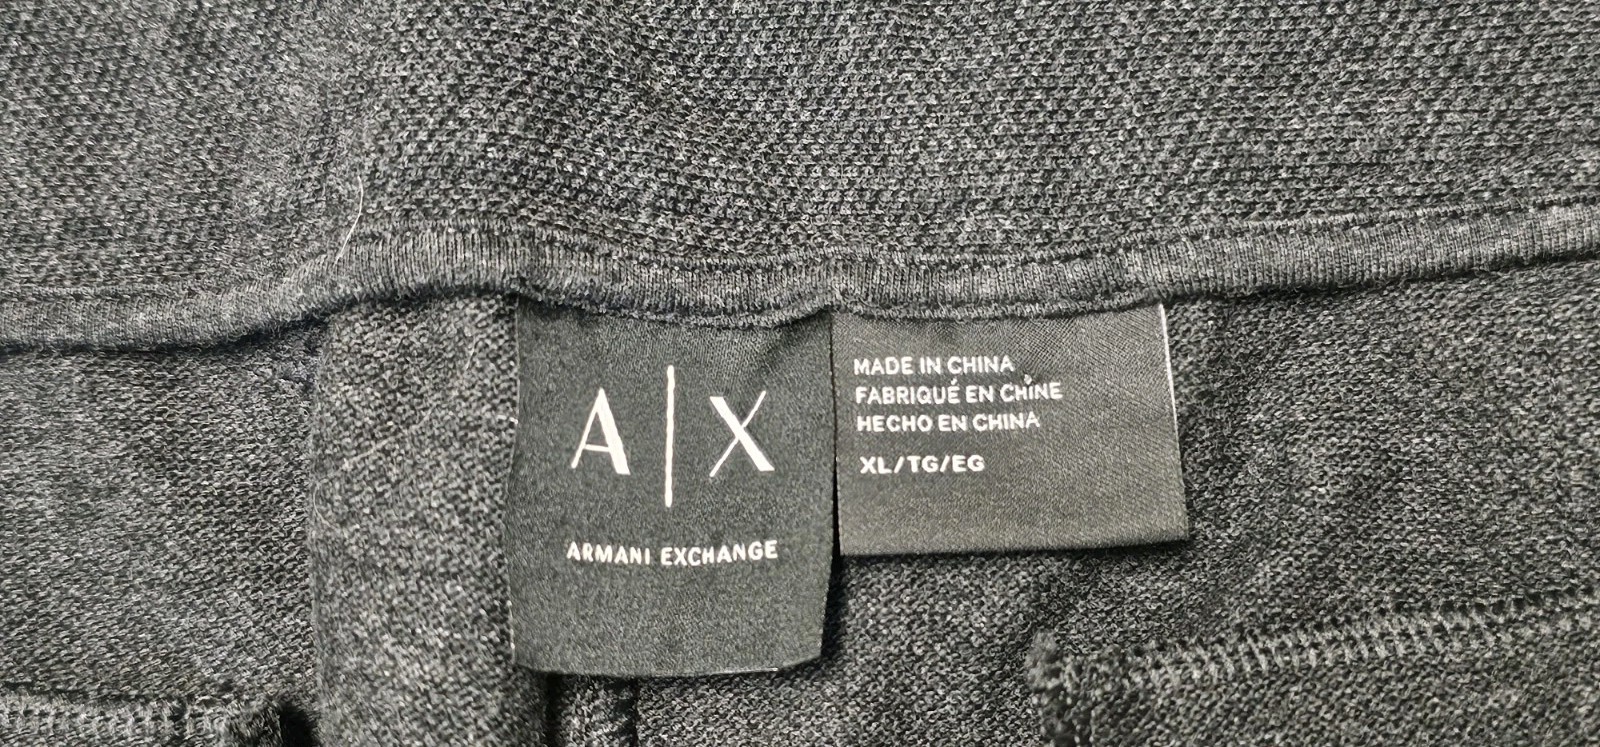 A|X
ARMANI EXCHANGE
MADE IN CHINA
FABRIQUÉ EN CHINE
HECHO EN CHINA
XL/TG/EG